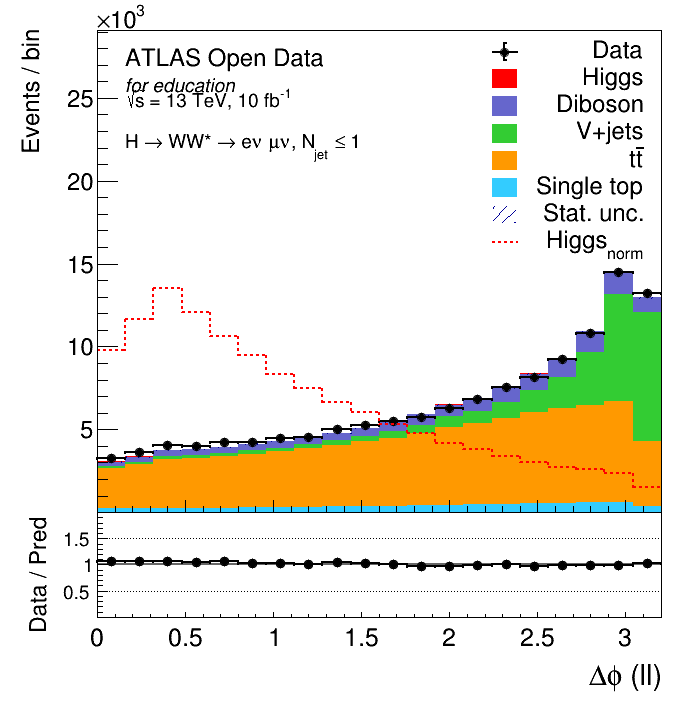 ×10³
Events / bin
25
20
15
10
5
ATLAS Open Data
for education
√s = 13 TeV, 10 fb⁻¹
H → WW* → eν μν, N_jet ≤ 1
Data
Higgs
Diboson
V+jets
tt̄
Single top
Stat. unc.
Higgs_norm
Data / Pred
1.5
1
0.5
0 0.5 1 1.5 2 2.5 3
Δϕ (ll)